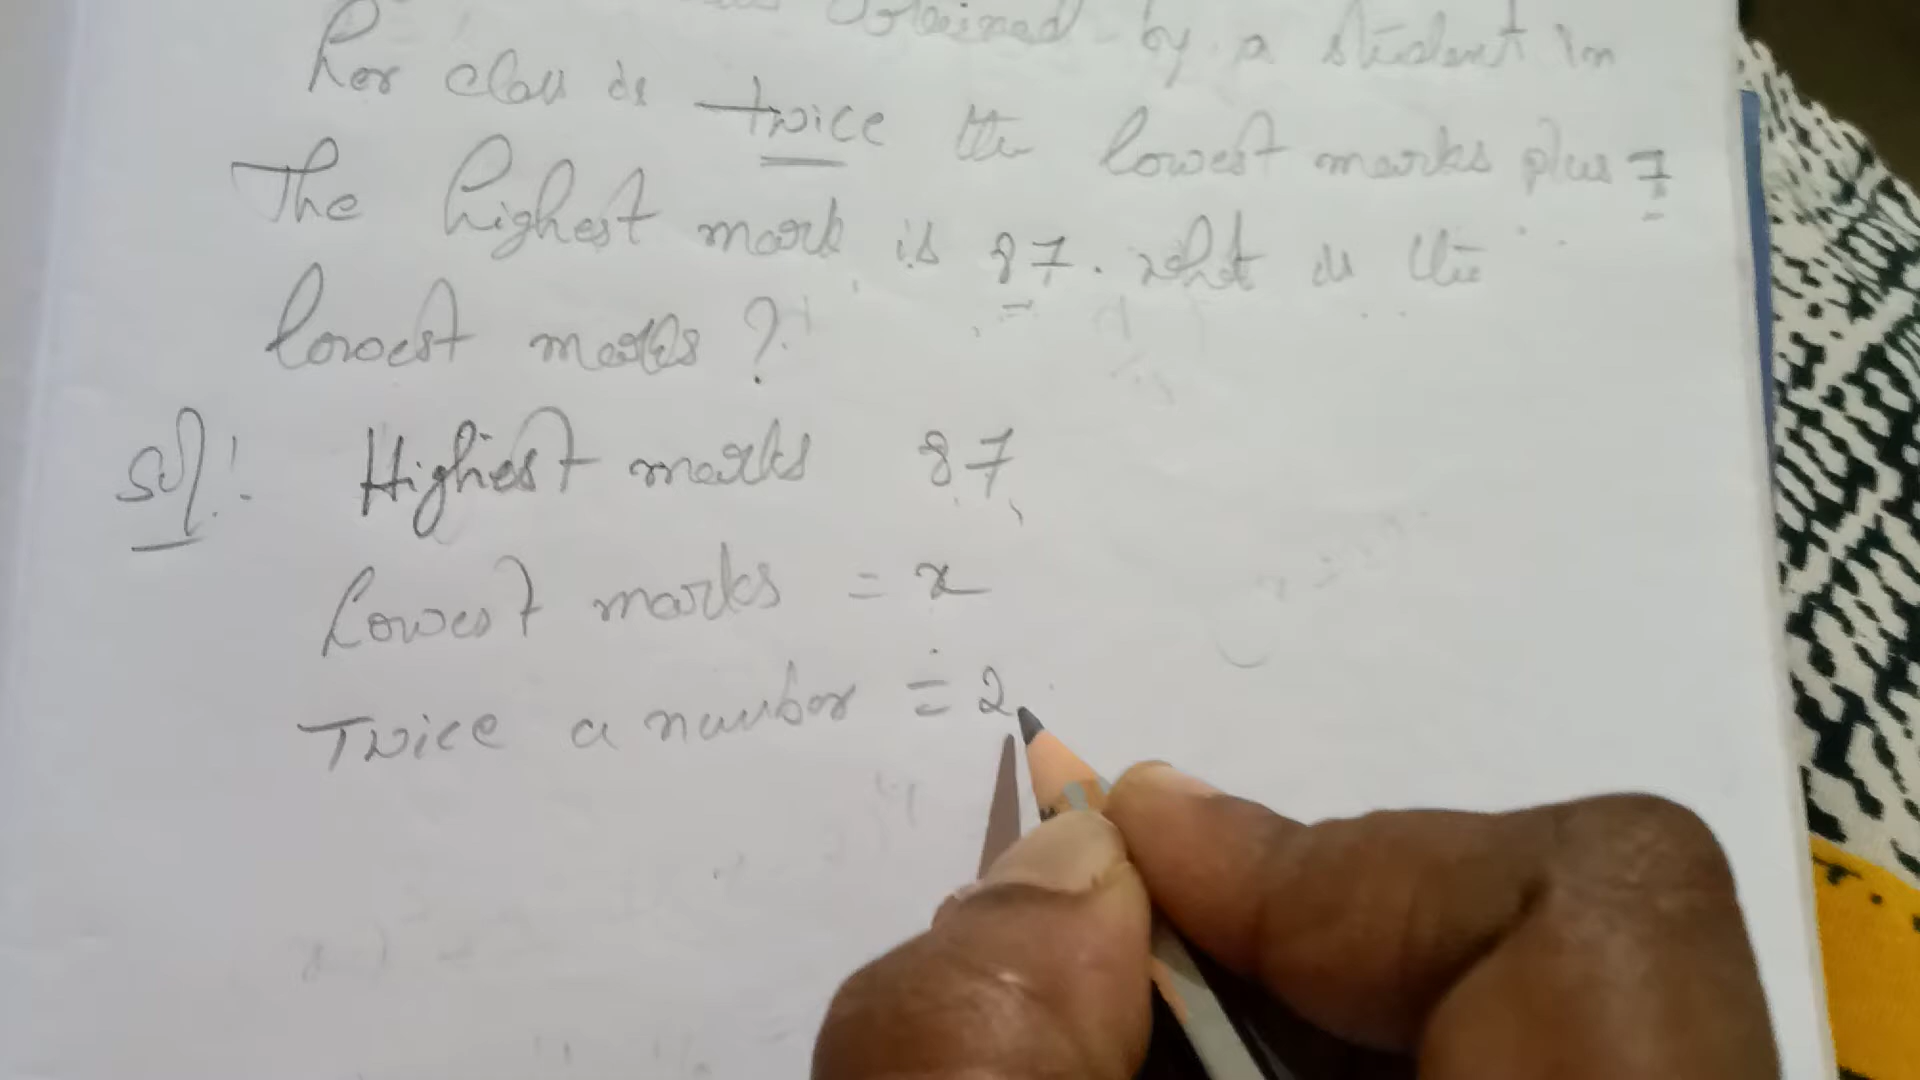 obtained by a student in
her class is twice the lowest marks plus 7
The highest mark is 87. what is the
lowest marks ?
Sol: Highest marks 87
Lowest marks = x
Twice a number = 2